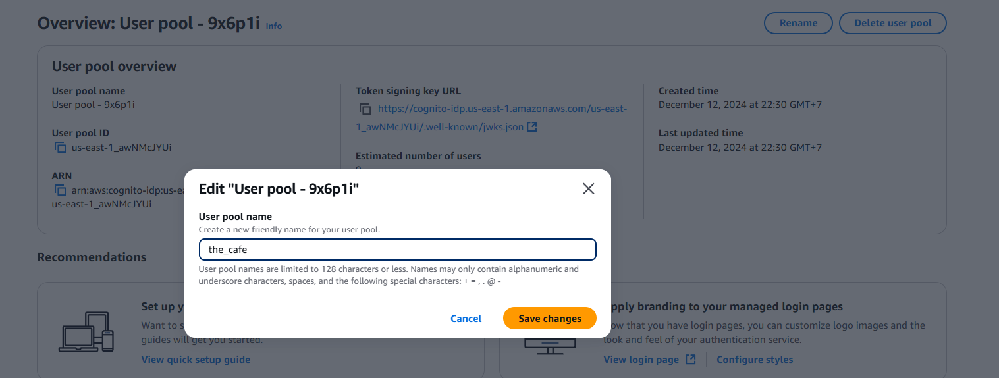 Overview: User pool - 9x6p1i Info
Rename
Delete user pool
User pool overview
User pool name
User pool - 9x6p1i
User pool ID
us-east-1_awNMcJYUi
ARN
arn:aws:cognito-idp:us-ea
us-east-1_awNMcJYUi
Token signing key URL
https://cognito-idp.us-east-1.amazonaws.com/us-east-
1_awNMcJYUi/.well-known/jwks.json
Estimated number of users
Created time
December 12, 2024 at 22:30 GMT+7
Last updated time
December 12, 2024 at 22:30 GMT+7
Edit "User pool - 9x6p1i"
User pool name
Create a new friendly name for your user pool.
the_cafe
User pool names are limited to 128 characters or less. Names may only contain alphanumeric and
underscore characters, spaces, and the following special characters: + = , . @ -
Cancel
Save changes
Recommendations
Set up y
Want to s
guides will get you started.
View quick setup guide
pply branding to your managed login pages
ow that you have login pages, you can customize logo images and the
look and feel of your authentication service.
View login page
Configure styles